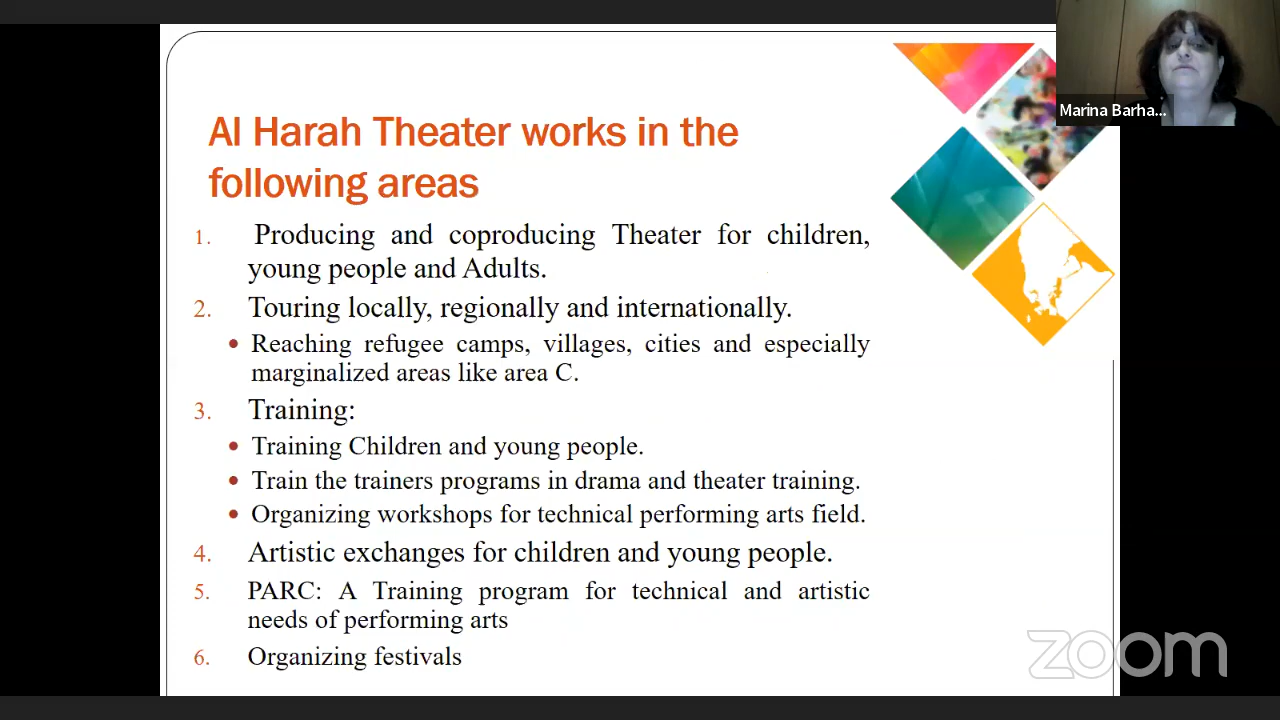 Marina Barha...
Al Harah Theater works in the
following areas
1. Producing and coproducing Theater for children,
young people and Adults.
2. Touring locally, regionally and internationally.
• Reaching refugee camps, villages, cities and especially
marginalized areas like area C.
3. Training:
• Training Children and young people.
• Train the trainers programs in drama and theater training.
• Organizing workshops for technical performing arts field.
4. Artistic exchanges for children and young people.
5. PARC: A Training program for technical and artistic
needs of performing arts
6. Organizing festivals
zoom